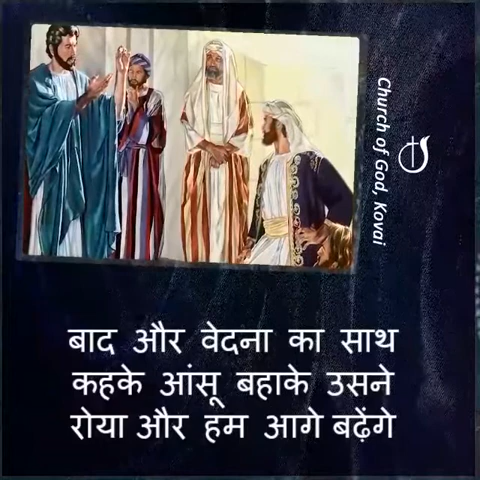 Church of God, Kovai
बाद और वेदना का साथ
कहके आंसू बहाके उसने
रोया और हम आगे बढ़ेंगे